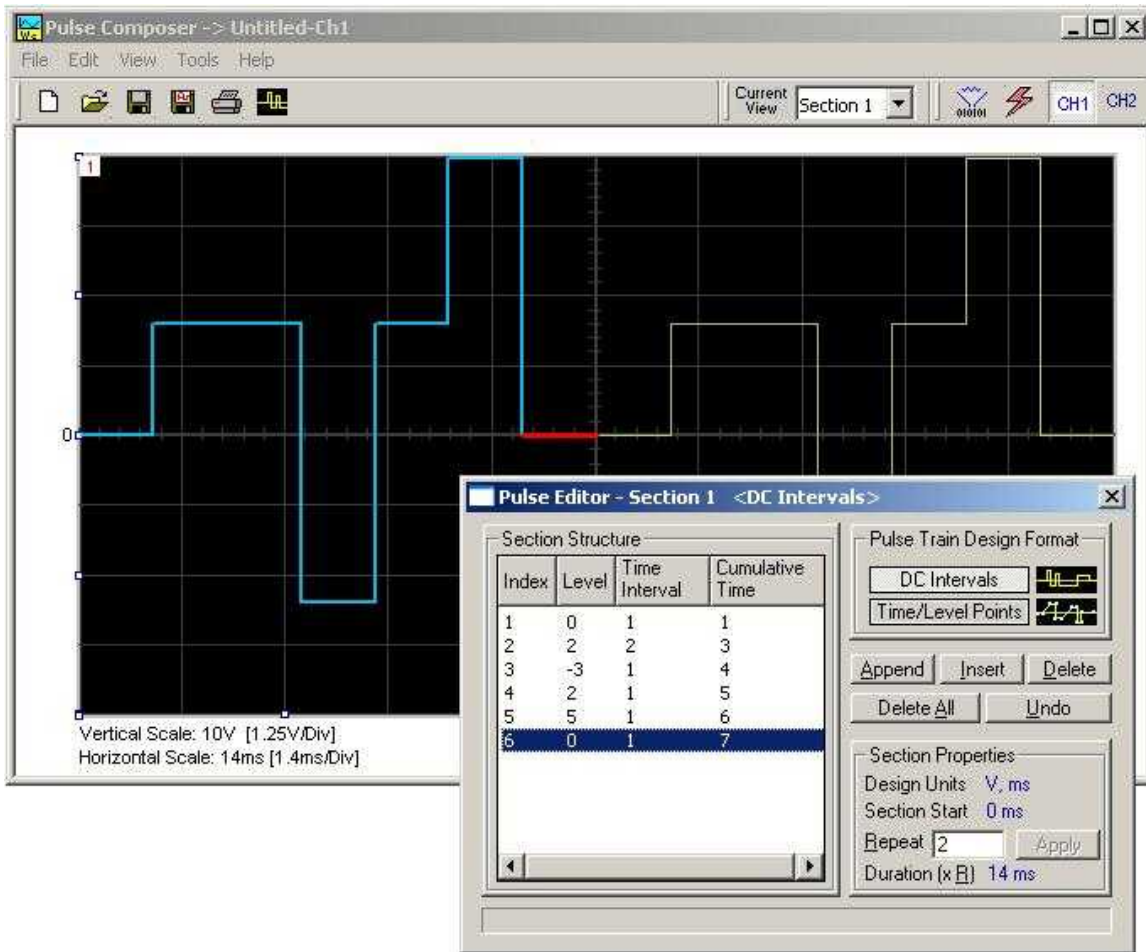 Pulse Composer -> Untitled-Ch1
File Edit View Tools Help
Current View Section 1 CH1 CH2
1
0
Vertical Scale: 10V [1.25V/Div]
Horizontal Scale: 14ms [1.4ms/Div]
Pulse Editor - Section 1 <DC Intervals>
Section Structure
Index Level Time Interval Cumulative Time
1 0 1 1
2 2 2 3
3 -3 1 4
4 2 1 5
5 5 1 6
6 0 1 7
Pulse Train Design Format
DC Intervals
Time/Level Points
Append Insert Delete
Delete All Undo
Section Properties
Design Units V, ms
Section Start 0 ms
Repeat 2 Apply
Duration (x R) 14 ms